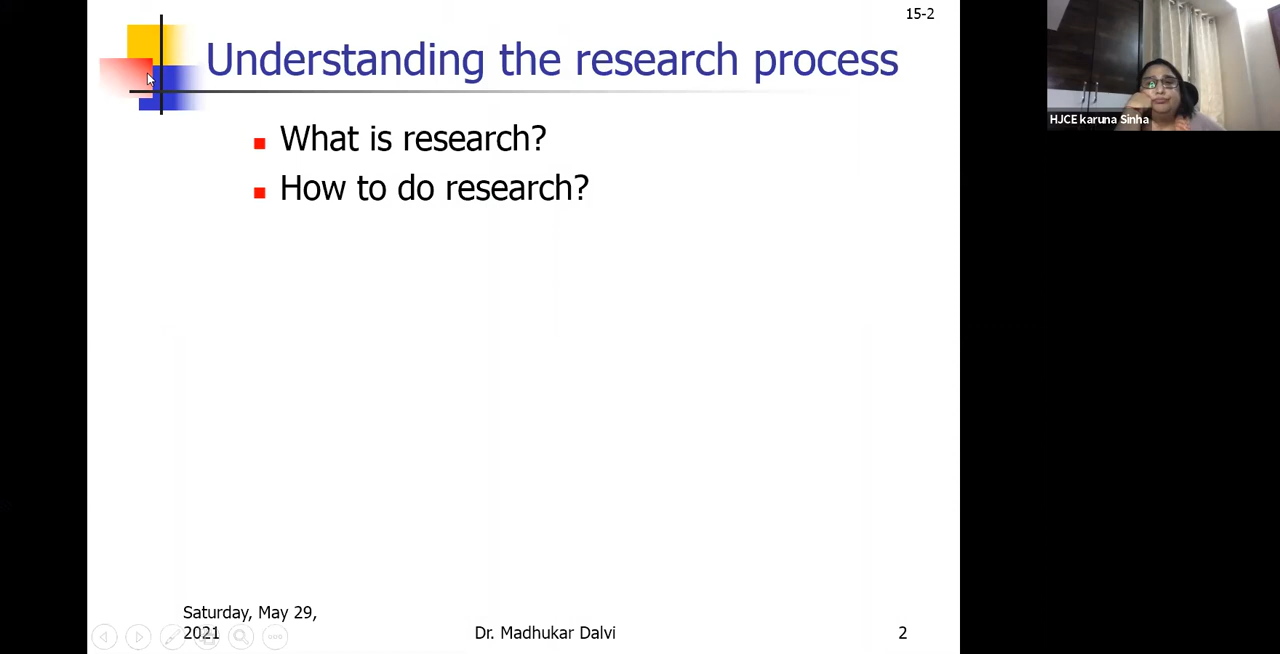 15-2
Understanding the research process
What is research?
How to do research?
HJCE karuna Sinha
Saturday, May 29,
2021
Dr. Madhukar Dalvi
2